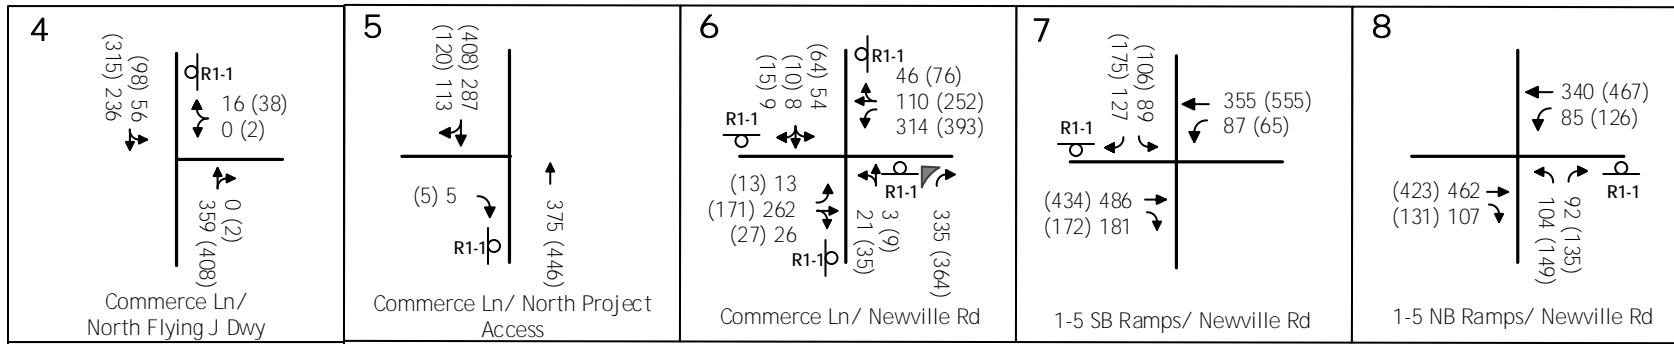 4
(315) 236
(98) 56
R1-1
16 (38)
0 (2)
359 (408)
0 (2)
Commerce Ln/
North Flying J Dwy
5
(120) 113
(408) 287
(5) 5
R1-1
375 (446)
Commerce Ln/ North Project
Access
6
(15) 9
(10) 8
(64) 54
R1-1
46 (76)
110 (252)
314 (393)
R1-1
(13) 13
(171) 262
(27) 26
R1-1
R1-1
21 (35)
3 (9)
335 (364)
Commerce Ln/ Newville Rd
7
(175) 127
(106) 89
R1-1
355 (555)
87 (65)
(434) 486
(172) 181
1-5 SB Ramps/ Newville Rd
8
340 (467)
85 (126)
(423) 462
(131) 107
104 (149)
92 (135)
R1-1
1-5 NB Ramps/ Newville Rd